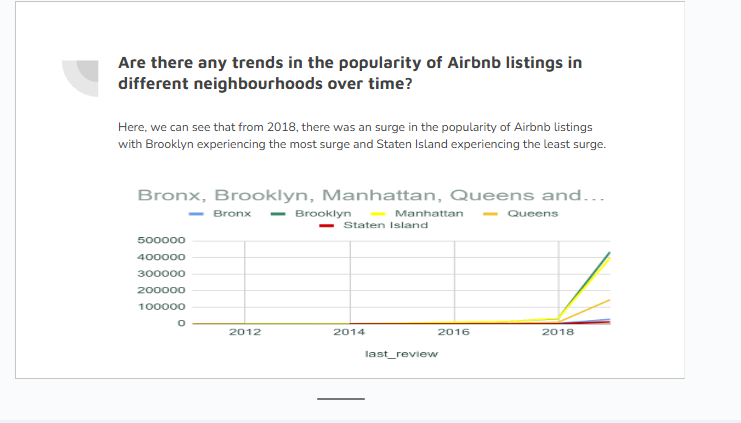 Are there any trends in the popularity of Airbnb listings in
different neighbourhoods over time?
Here, we can see that from 2018, there was an surge in the popularity of Airbnb listings
with Brooklyn experiencing the most surge and Staten Island experiencing the least surge.
Bronx, Brooklyn, Manhattan, Queens and...
Bronx Brooklyn Manhattan Queens
Staten Island
500000
400000
300000
200000
100000
0
2012 2014 2016 2018
last_review